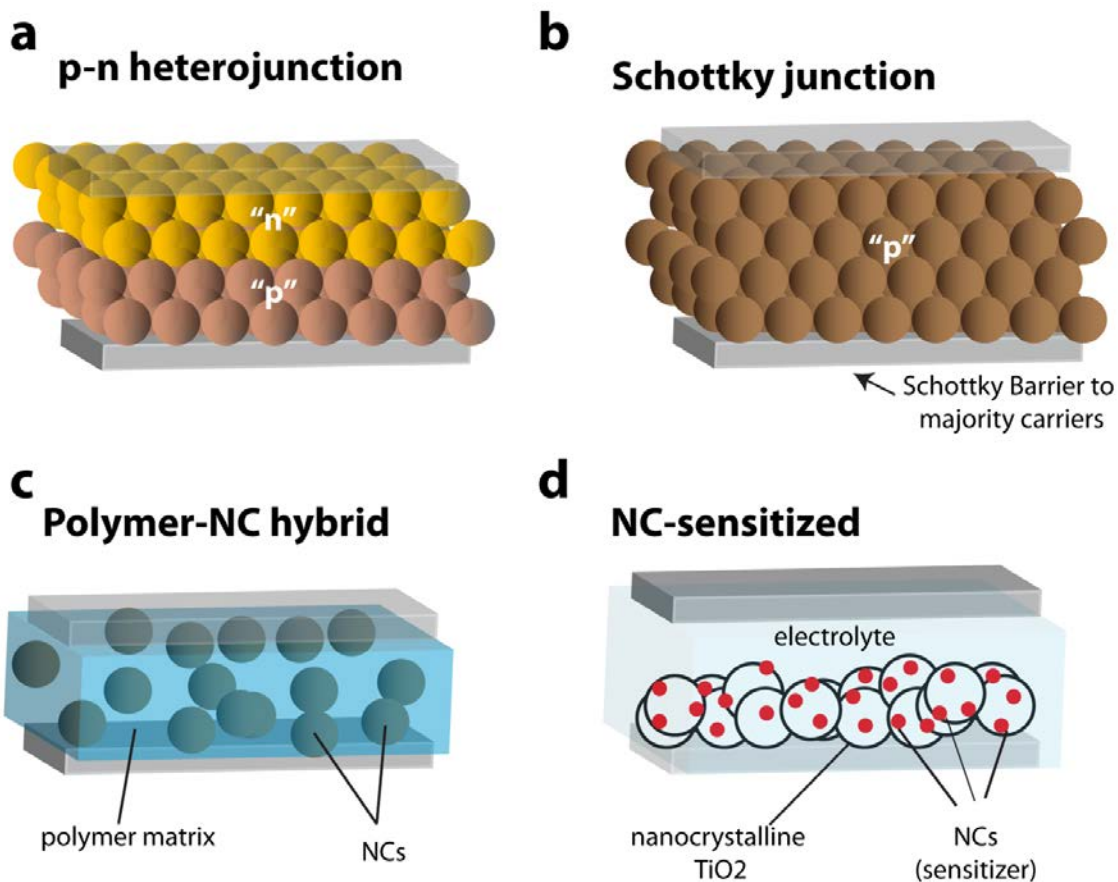 a
p-n heterojunction
“n”
“p”
b
Schottky junction
“p”
Schottky Barrier to
majority carriers
c
Polymer-NC hybrid
polymer matrix
NCs
d
NC-sensitized
electrolyte
nanocrystalline
TiO2
NCs
(sensitizer)